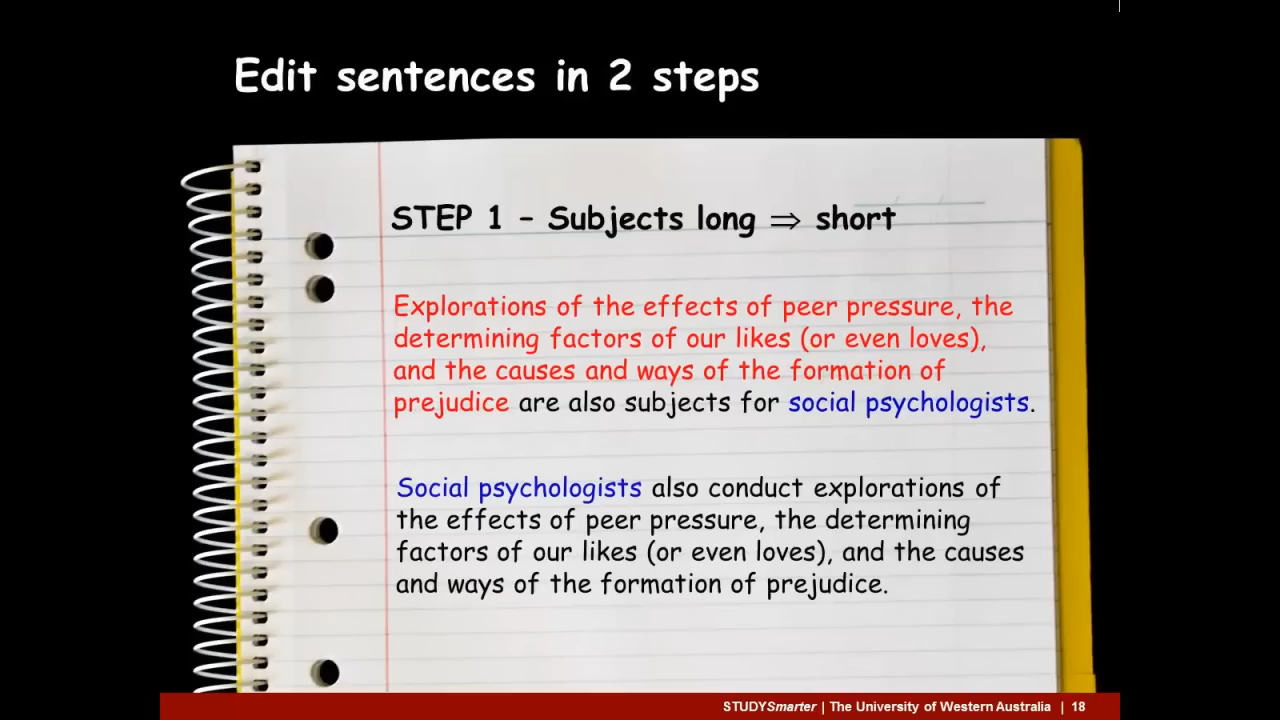 Edit sentences in 2 steps
STEP 1 – Subjects long ⇒ short
Explorations of the effects of peer pressure, the
determining factors of our likes (or even loves),
and the causes and ways of the formation of
prejudice are also subjects for social psychologists.
Social psychologists also conduct explorations of
the effects of peer pressure, the determining
factors of our likes (or even loves), and the causes
and ways of the formation of prejudice.
STUDYSmarter | The University of Western Australia | 18